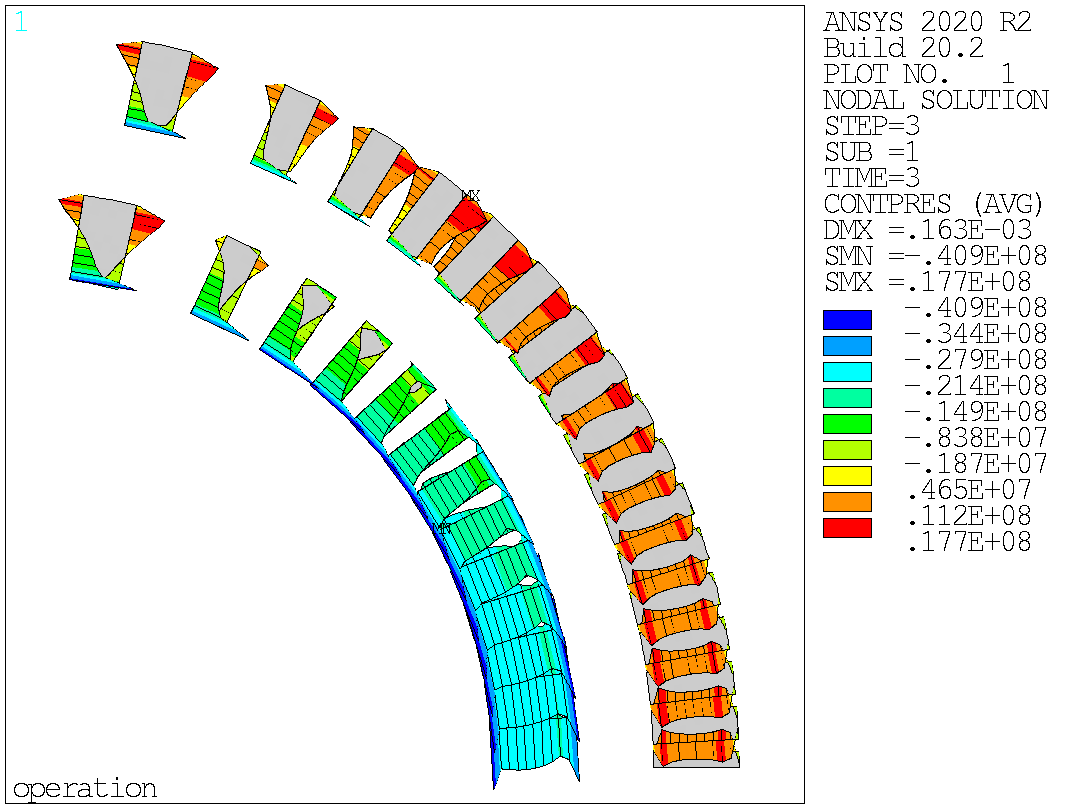 1
ANSYS 2020 R2
Build 20.2
PLOT NO. 1
NODAL SOLUTION
STEP=3
SUB =1
TIME=3
CONTPRES (AVG)
DMX =.163E-03
SMN =-.409E+08
SMX =.177E+08
-.409E+08
-.344E+08
-.279E+08
-.214E+08
-.149E+08
-.838E+07
-.187E+07
.465E+07
.112E+08
.177E+08
MX
MN
operation